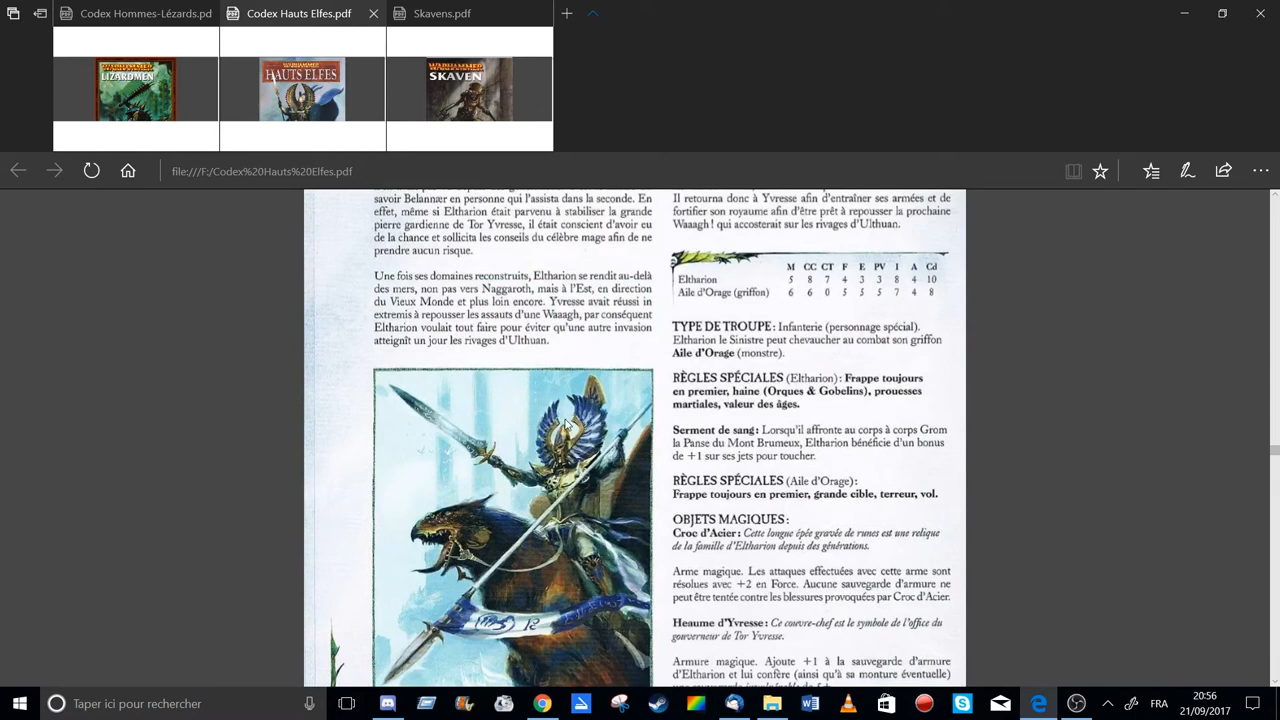 Codex Hommes-Lézards.pd
Codex Hauts Elfes.pdf
Skavens.pdf
WARHAMMER
LIZARDMEN
WARHAMMER
HAUTS ELFES
WARHAMMER
SKAVEN
file:///F:/Codex%20Hauts%20Elfes.pdf
savoir Belannaer en personne qui l'assista dans la seconde. En
effet, même si Eltharion était parvenu à stabiliser la grande
pierre gardienne de Tor Yvresse, il était conscient d'avoir eu
de la chance et sollicita les conseils du célèbre mage afin de ne
prendre aucun risque.
Une fois ses domaines reconstruits, Eltharion se rendit au-delà
des mers, non pas vers Naggaroth, mais à l'Est, en direction
du Vieux Monde et plus loin encore. Yvresse avait réussi in
extremis à repousser les assauts d'une Waaagh, par conséquent
Eltharion voulait tout faire pour éviter qu'une autre invasion
atteignît un jour les rivages d'Ulthuan.
Il retourna donc à Yvresse afin d'entraîner ses armées et de
fortifier son royaume afin d'être prêt à repousser la prochaine
Waaagh! qui accosterait sur les rivages d'Ulthuan.
M CC CT F E PV I A Cd
Eltharion 5 8 7 4 3 3 8 4 10
Aile d'Orage (griffon) 6 6 0 5 5 5 7 4 8
TYPE DE TROUPE : Infanterie (personnage spécial).
Eltharion le Sinistre peut chevaucher au combat son griffon
Aile d'Orage (monstre).
RÈGLES SPÉCIALES (Eltharion) : Frappe toujours
en premier, haine (Orques & Gobelins), prouesses
martiales, valeur des âges.
Serment de sang : Lorsqu'il affronte au corps à corps Grom
la Panse du Mont Brumeux, Eltharion bénéficie d'un bonus
de +1 sur ses jets pour toucher.
RÈGLES SPÉCIALES (Aile d'Orage) :
Frappe toujours en premier, grande cible, terreur, vol.
OBJETS MAGIQUES :
Croc d'Acier : Cette longue épée gravée de runes est une relique
de la famille d'Eltharion depuis des générations.
Arme magique. Les attaques effectuées avec cette arme sont
résolues avec +2 en Force. Aucune sauvegarde d'armure ne
peut être tentée contre les blessures provoquées par Croc d'Acier.
Heaume d'Yvresse : Ce couvre-chef est le symbole de l'office du
gouverneur de Tor Yvresse.
Armure magique. Ajoute +1 à la sauvegarde d'armure
d'Eltharion et lui confère (ainsi qu'à sa monture éventuelle)
Taper ici pour rechercher
FRA
20:56
21/09/2017